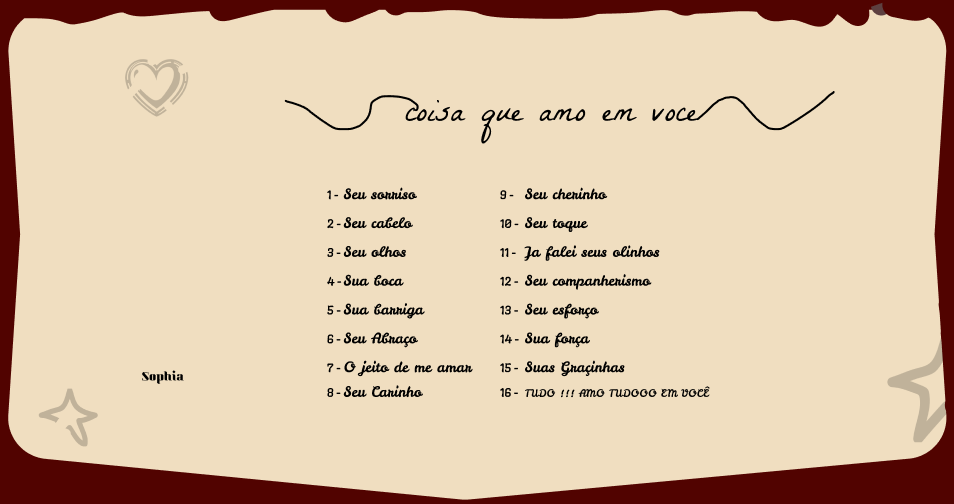 coisa que amo em voce
1- Seu sorriso
2- Seu cabelo
3- Seu olhos
4- Sua boca
5- Sua barriga
6- Seu Abraço
7- O jeito de me amar
8- Seu Carinho
9- Seu cherinho
10- Seu toque
11- Ja falei seus olinhos
12- Seu companherismo
13- Seu esforço
14- Sua força
15- Suas Graçinhas
16- TUDO !!! AMO TUDOOO EM VOCÊ
Sophia